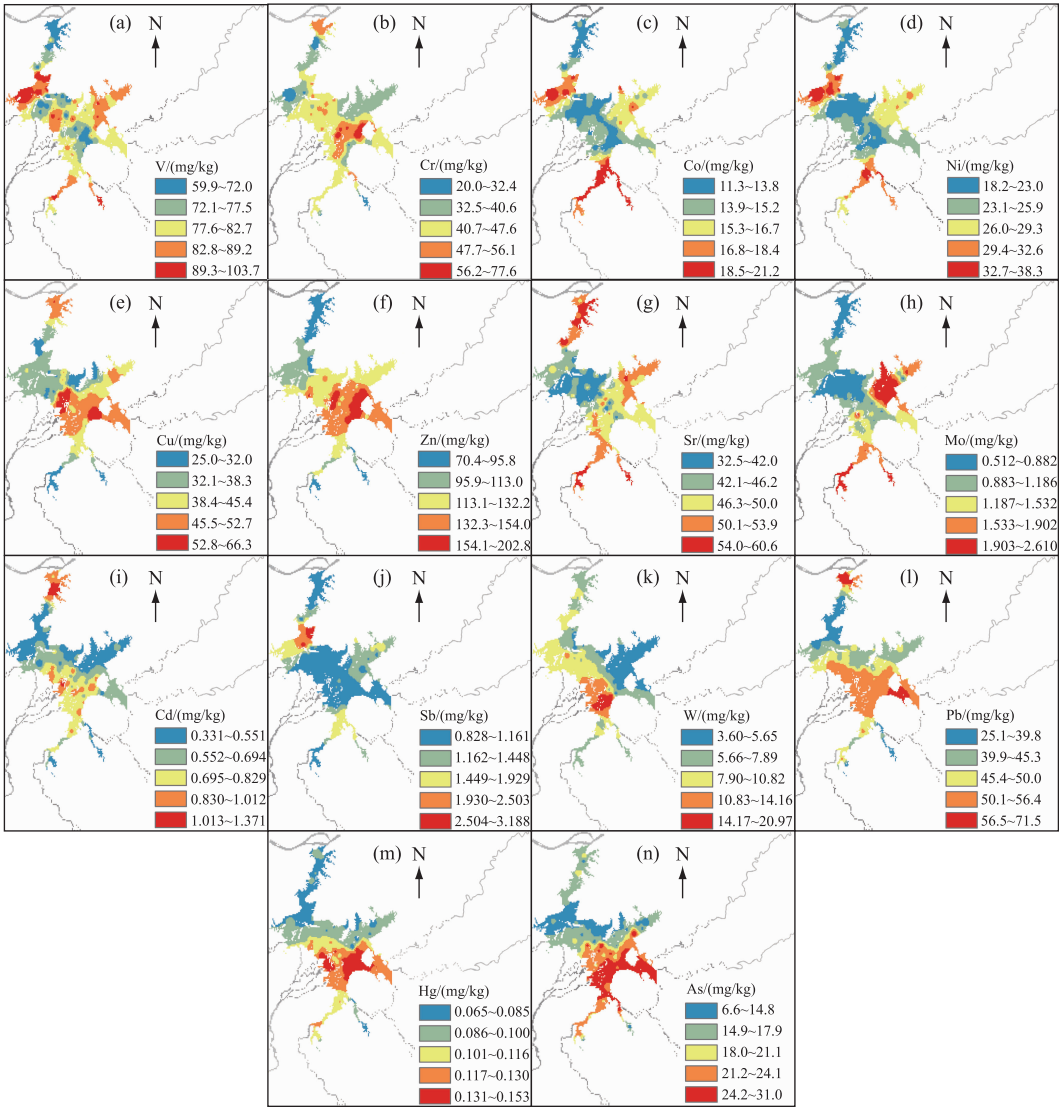 (a)
N
V/(mg/kg)
59.9~72.0
72.1~77.5
77.6~82.7
82.8~89.2
89.3~103.7
(b)
N
Cr/(mg/kg)
20.0~32.4
32.5~40.6
40.7~47.6
47.7~56.1
56.2~77.6
(c)
N
Co/(mg/kg)
11.3~13.8
13.9~15.2
15.3~16.7
16.8~18.4
18.5~21.2
(d)
N
Ni/(mg/kg)
18.2~23.0
23.1~25.9
26.0~29.3
29.4~32.6
32.7~38.3
(e)
N
Cu/(mg/kg)
25.0~32.0
32.1~38.3
38.4~45.4
45.5~52.7
52.8~66.3
(f)
N
Zn/(mg/kg)
70.4~95.8
95.9~113.0
113.1~132.2
132.3~154.0
154.1~202.8
(g)
N
Sr/(mg/kg)
32.5~42.0
42.1~46.2
46.3~50.0
50.1~53.9
54.0~60.6
(h)
N
Mo/(mg/kg)
0.512~0.882
0.883~1.186
1.187~1.532
1.533~1.902
1.903~2.610
(i)
N
Cd/(mg/kg)
0.331~0.551
0.552~0.694
0.695~0.829
0.830~1.012
1.013~1.371
(j)
N
Sb/(mg/kg)
0.828~1.161
1.162~1.448
1.449~1.929
1.930~2.503
2.504~3.188
(k)
N
W/(mg/kg)
3.60~5.65
5.66~7.89
7.90~10.82
10.83~14.16
14.17~20.97
(l)
N
Pb/(mg/kg)
25.1~39.8
39.9~45.3
45.4~50.0
50.1~56.4
56.5~71.5
(m)
N
Hg/(mg/kg)
0.065~0.085
0.086~0.100
0.101~0.116
0.117~0.130
0.131~0.153
(n)
N
As/(mg/kg)
6.6~14.8
14.9~17.9
18.0~21.1
21.2~24.1
24.2~31.0